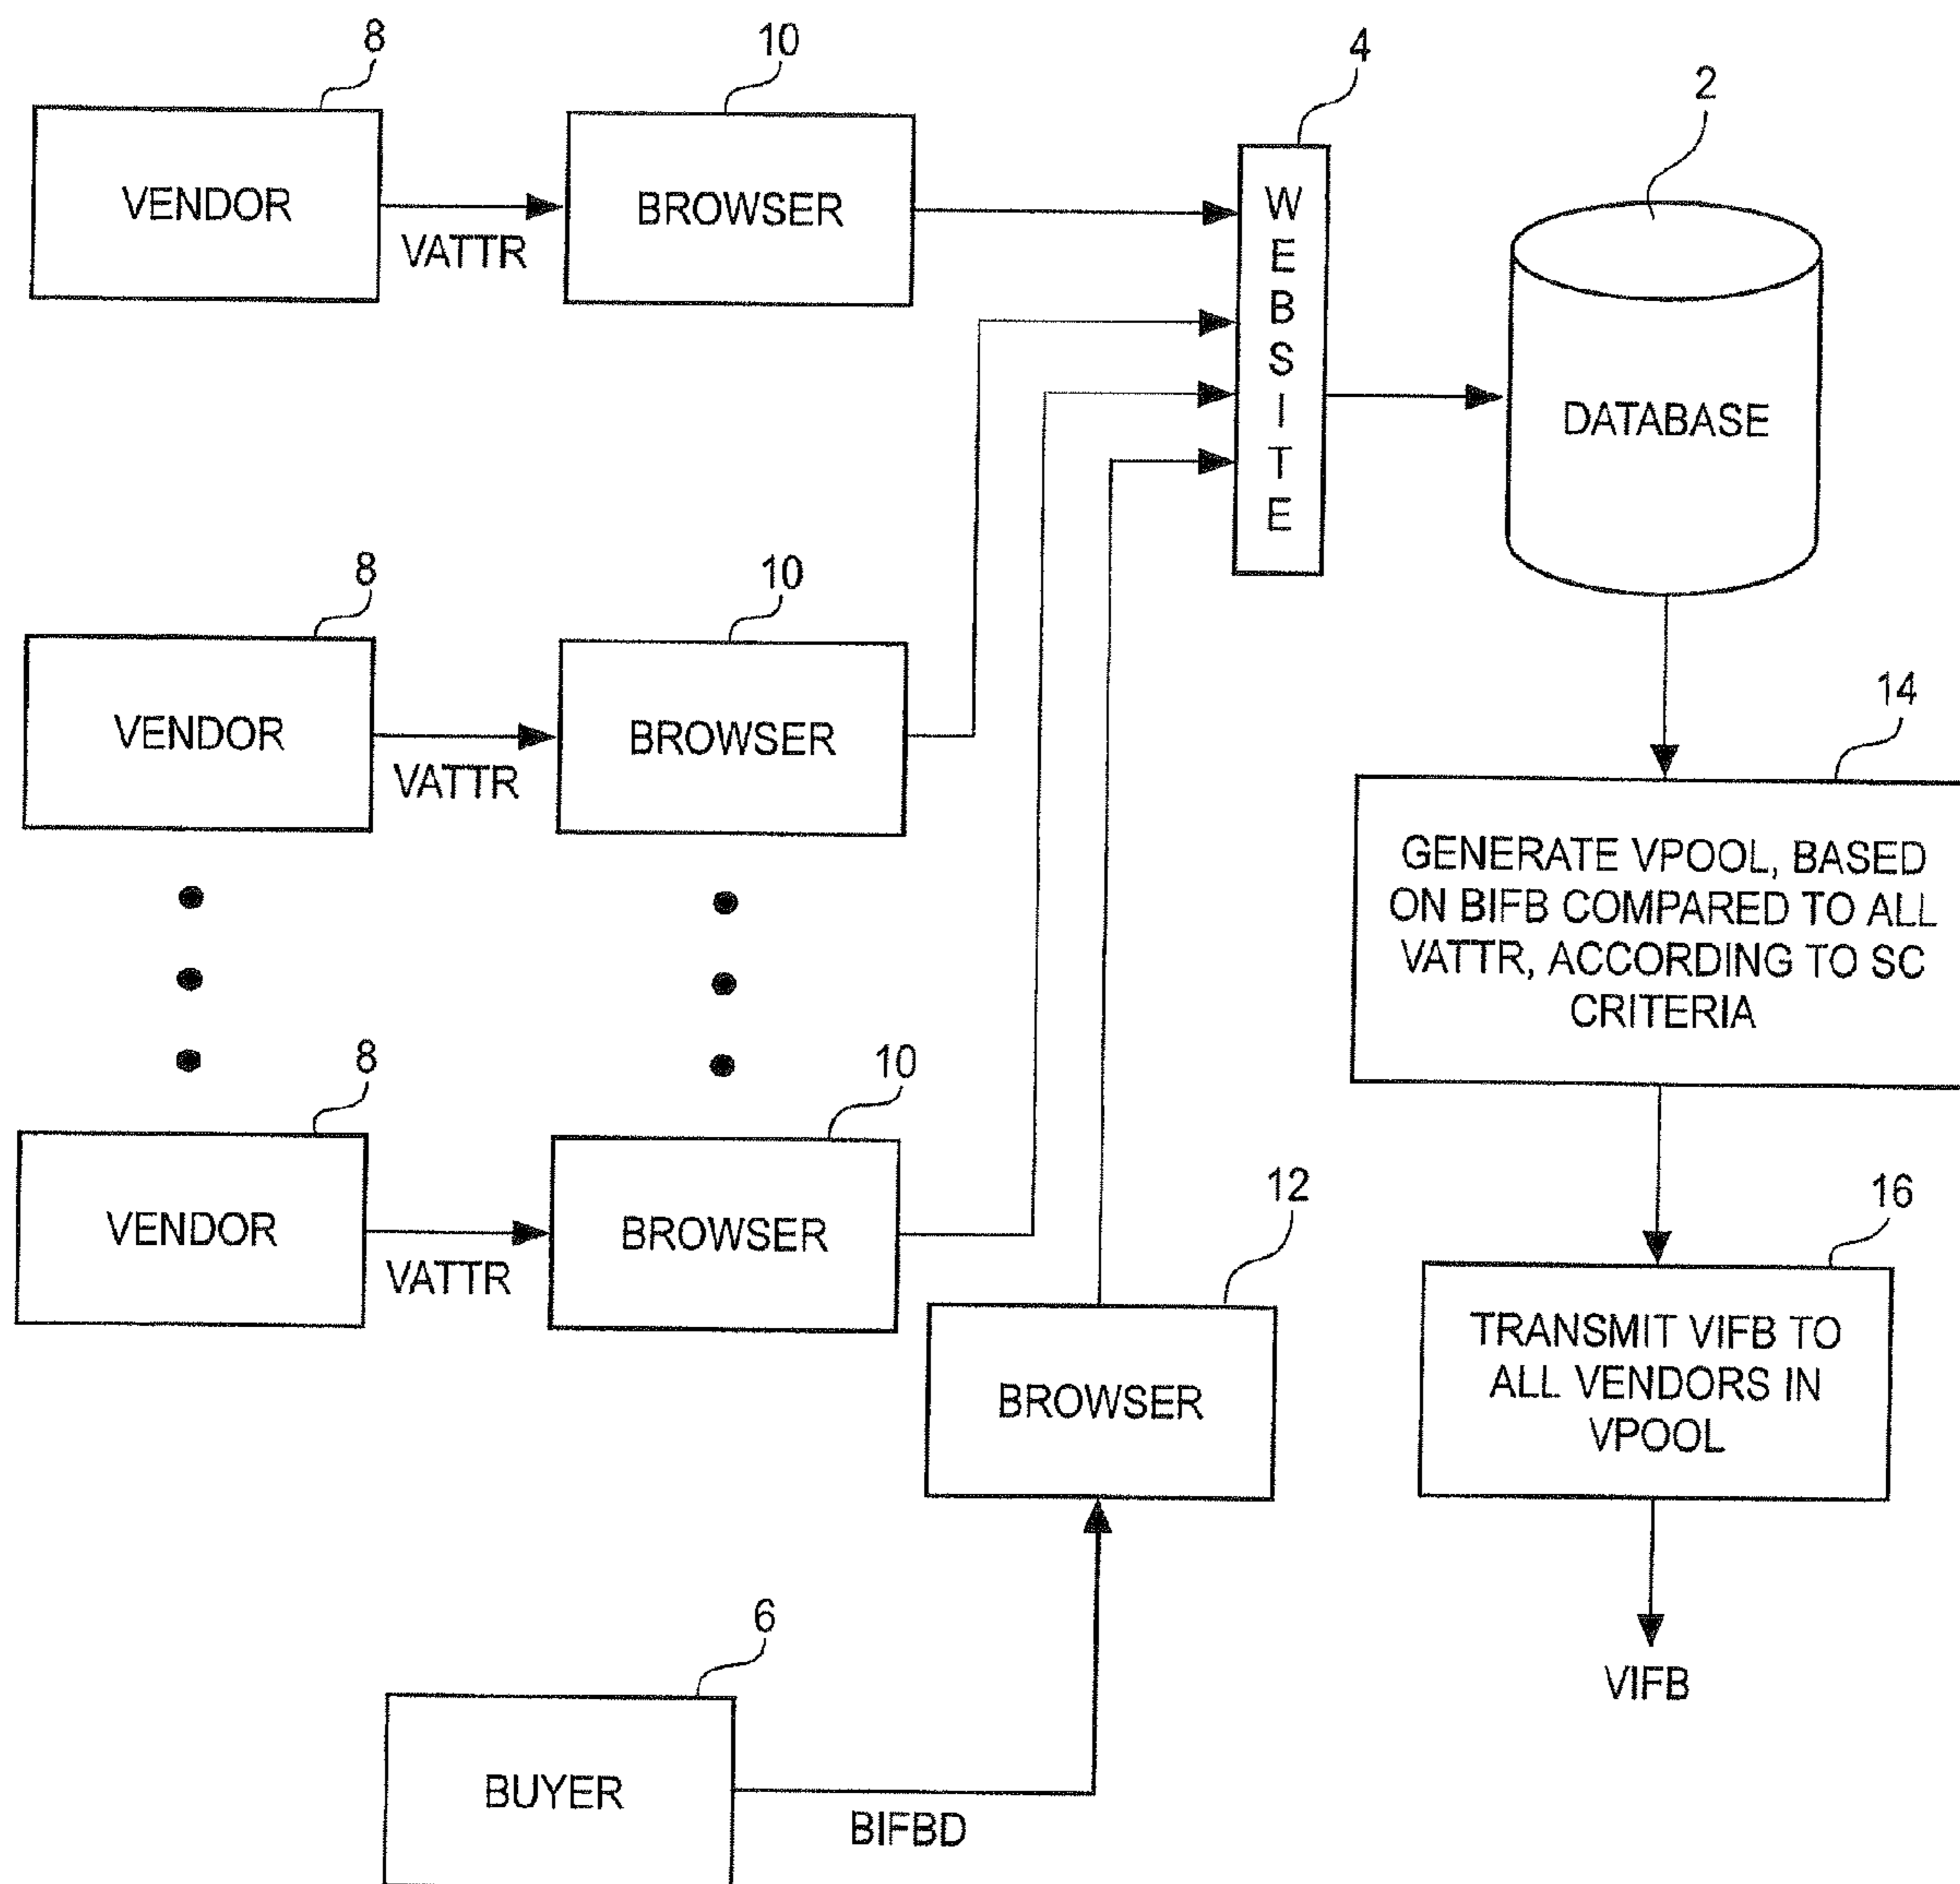 8
10
4
2
VENDOR
VATTR
BROWSER
WEBSITE
DATABASE
8
10
VENDOR
VATTR
BROWSER
14
GENERATE VPOOL, BASED
ON BIFB COMPARED TO ALL
VATTR, ACCORDING TO SC
CRITERIA
8
10
VENDOR
VATTR
BROWSER
12
BROWSER
16
TRANSMIT VIFB TO
ALL VENDORS IN
VPOOL
VIFB
6
BUYER
BIFBD